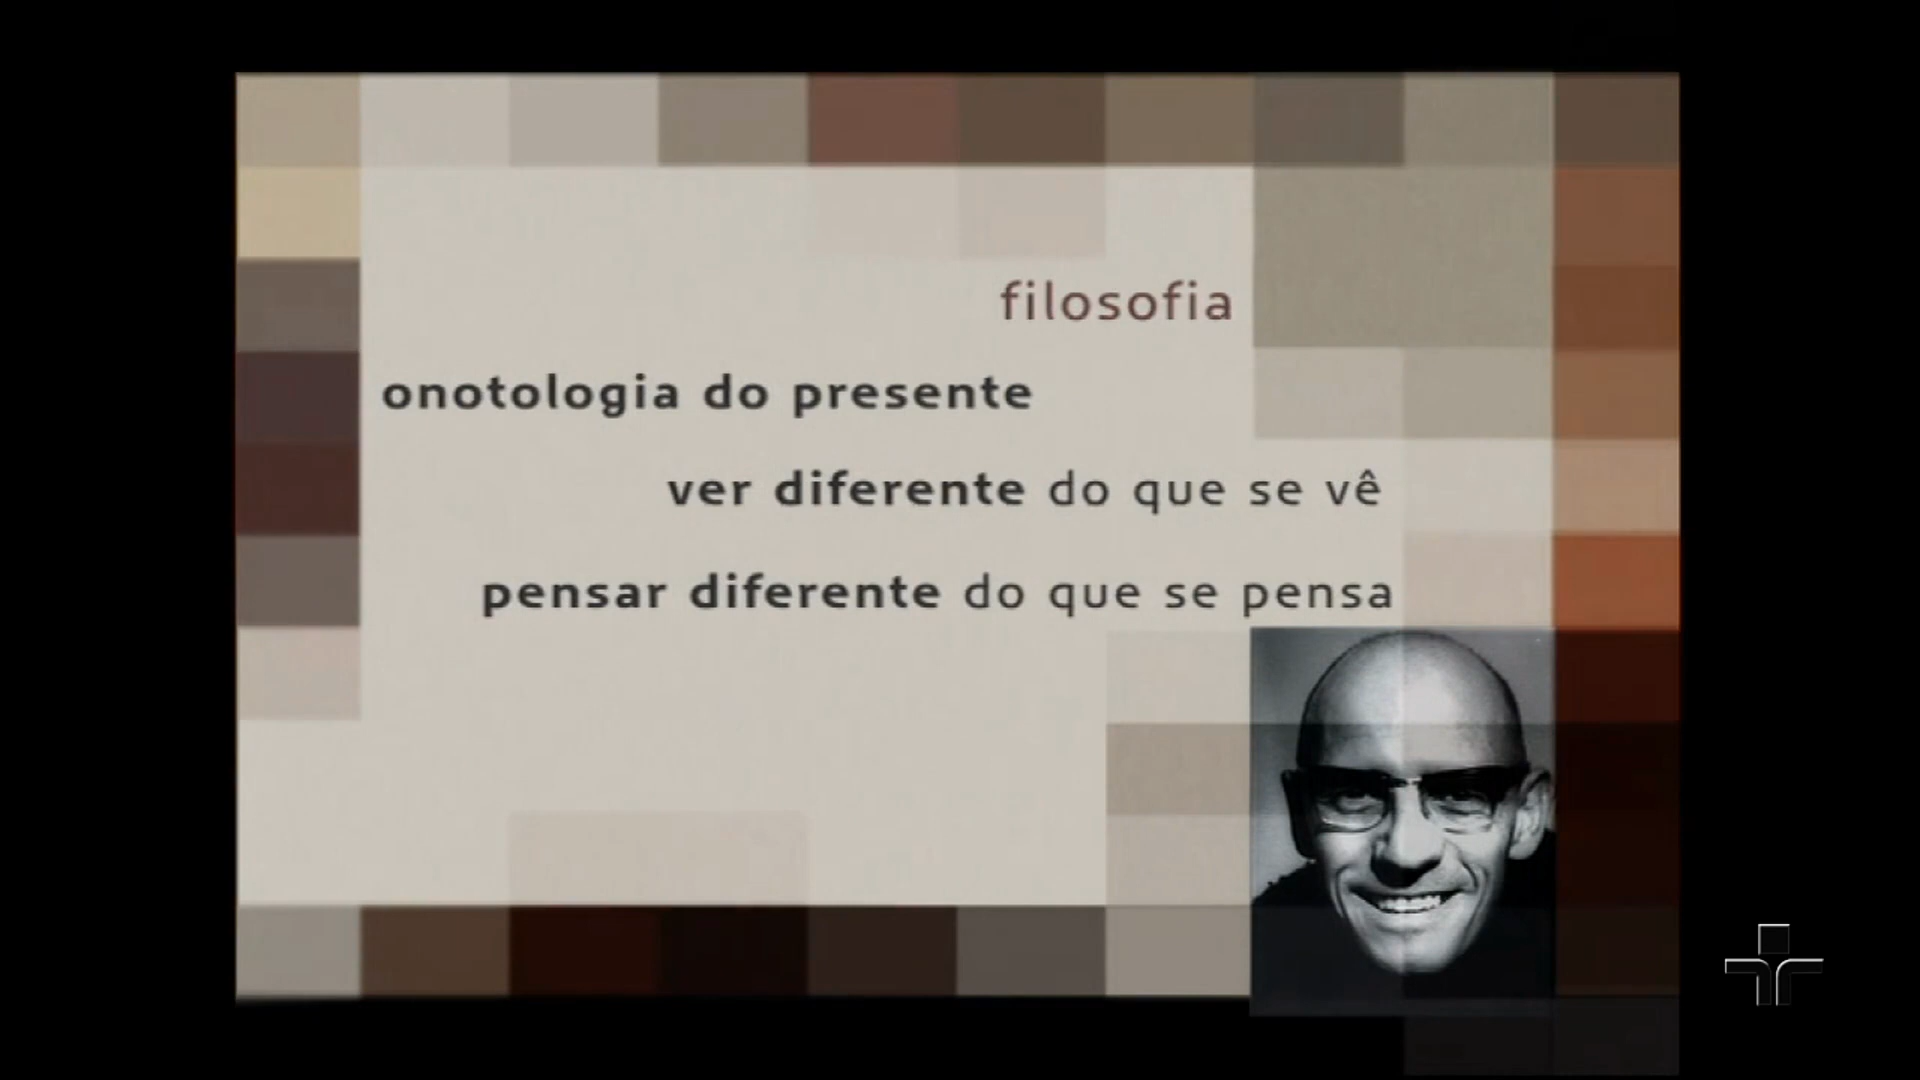 filosofia
onotologia do presente
ver diferente do que se vê
pensar diferente do que se pensa